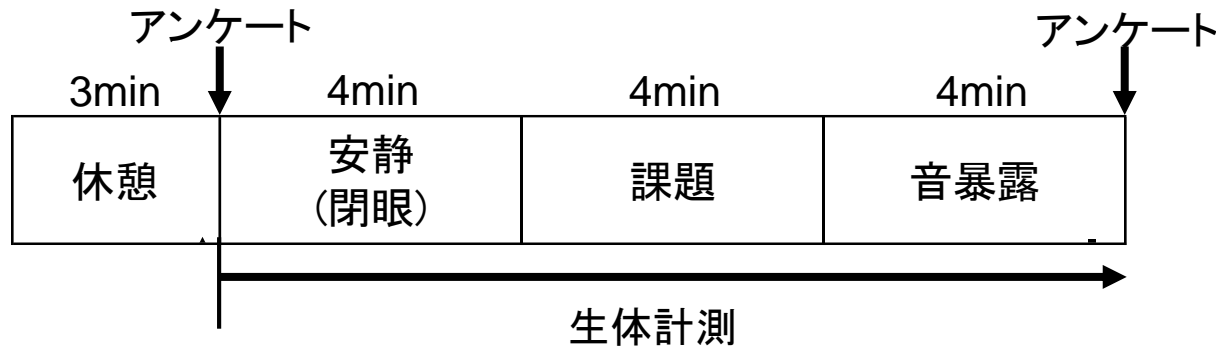 アンケート
アンケート
3min
4min
4min
4min
休憩
安静
(閉眼)
課題
音暴露
生体計測